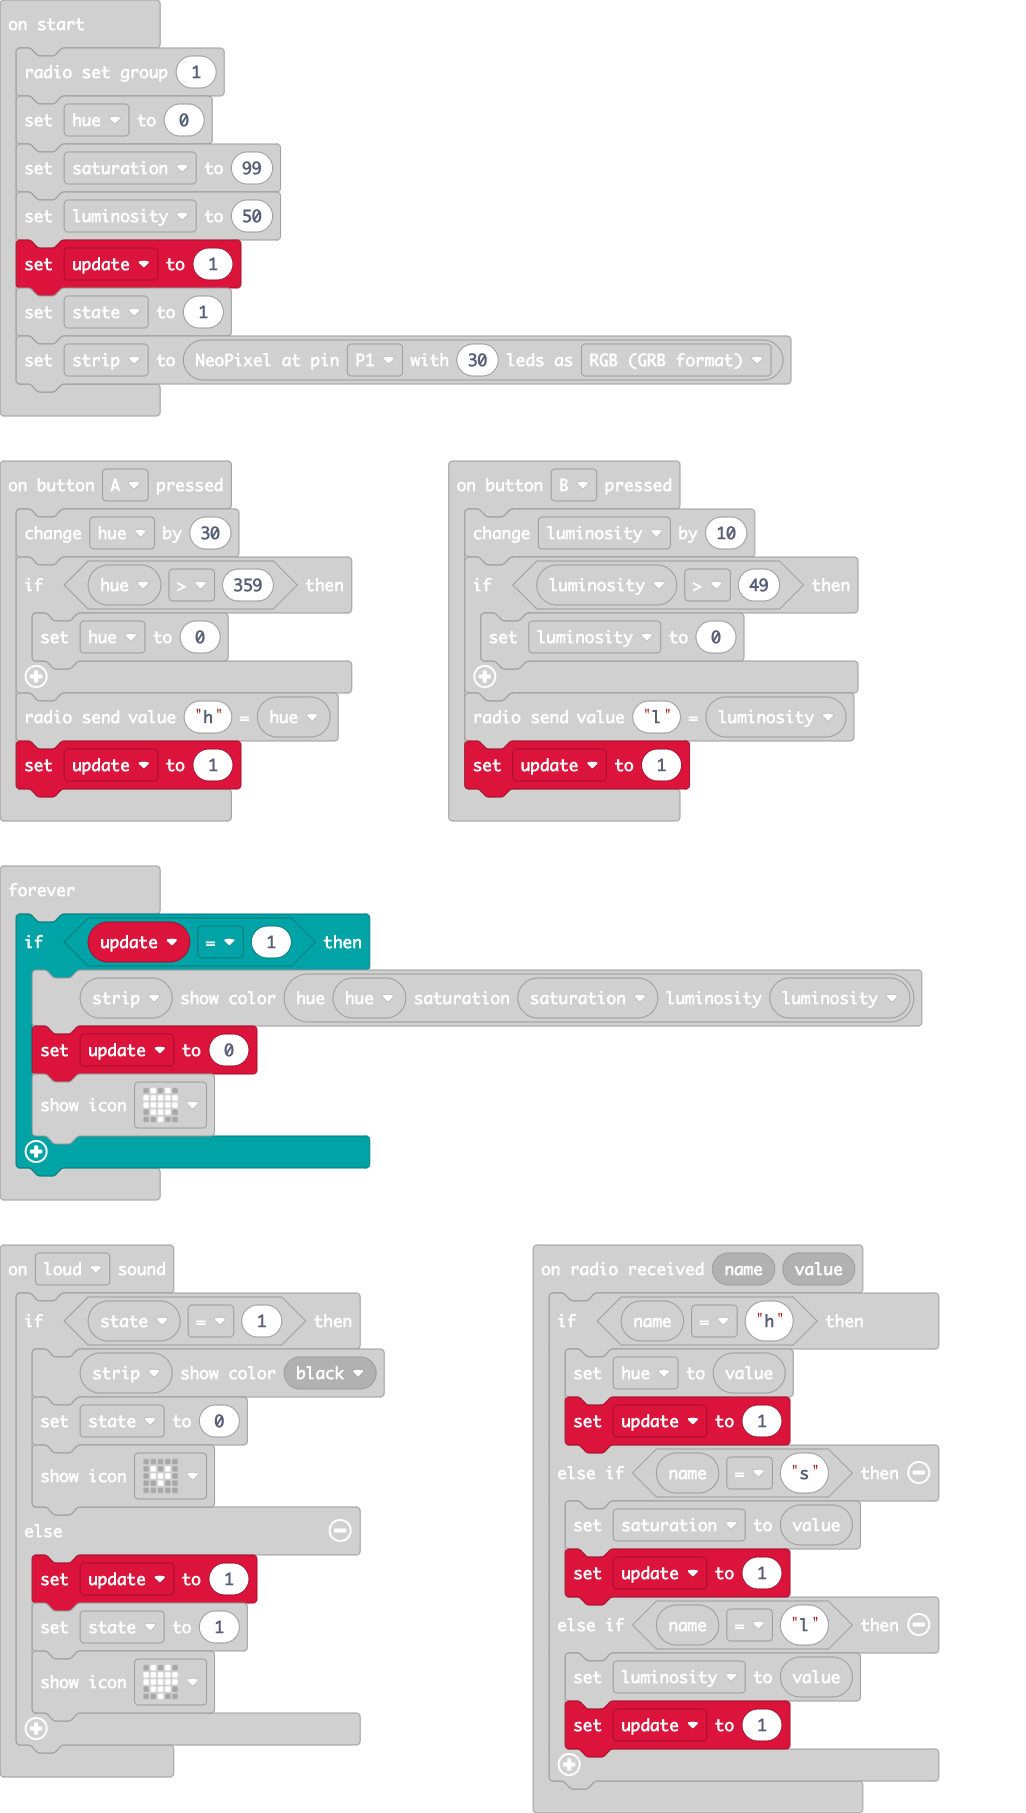 on start
radio set group 1
set hue to 0
set saturation to 99
set luminosity to 50
set update to 1
set state to 1
set strip to NeoPixel at pin P1 with 30 leds as RGB (GRB format)
on button A pressed
change hue by 30
if hue > 359 then
set hue to 0
radio send value "h" = hue
set update to 1
on button B pressed
change luminosity by 10
if luminosity > 49 then
set luminosity to 0
radio send value "l" = luminosity
set update to 1
forever
if update = 1 then
strip show color hue hue saturation saturation luminosity luminosity
set update to 0
show icon
on loud sound
if state = 1 then
strip show color black
set state to 0
show icon
else
set update to 1
set state to 1
show icon
on radio received name value
if name = "h" then
set hue to value
set update to 1
else if name = "s" then
set saturation to value
set update to 1
else if name = "l" then
set luminosity to value
set update to 1